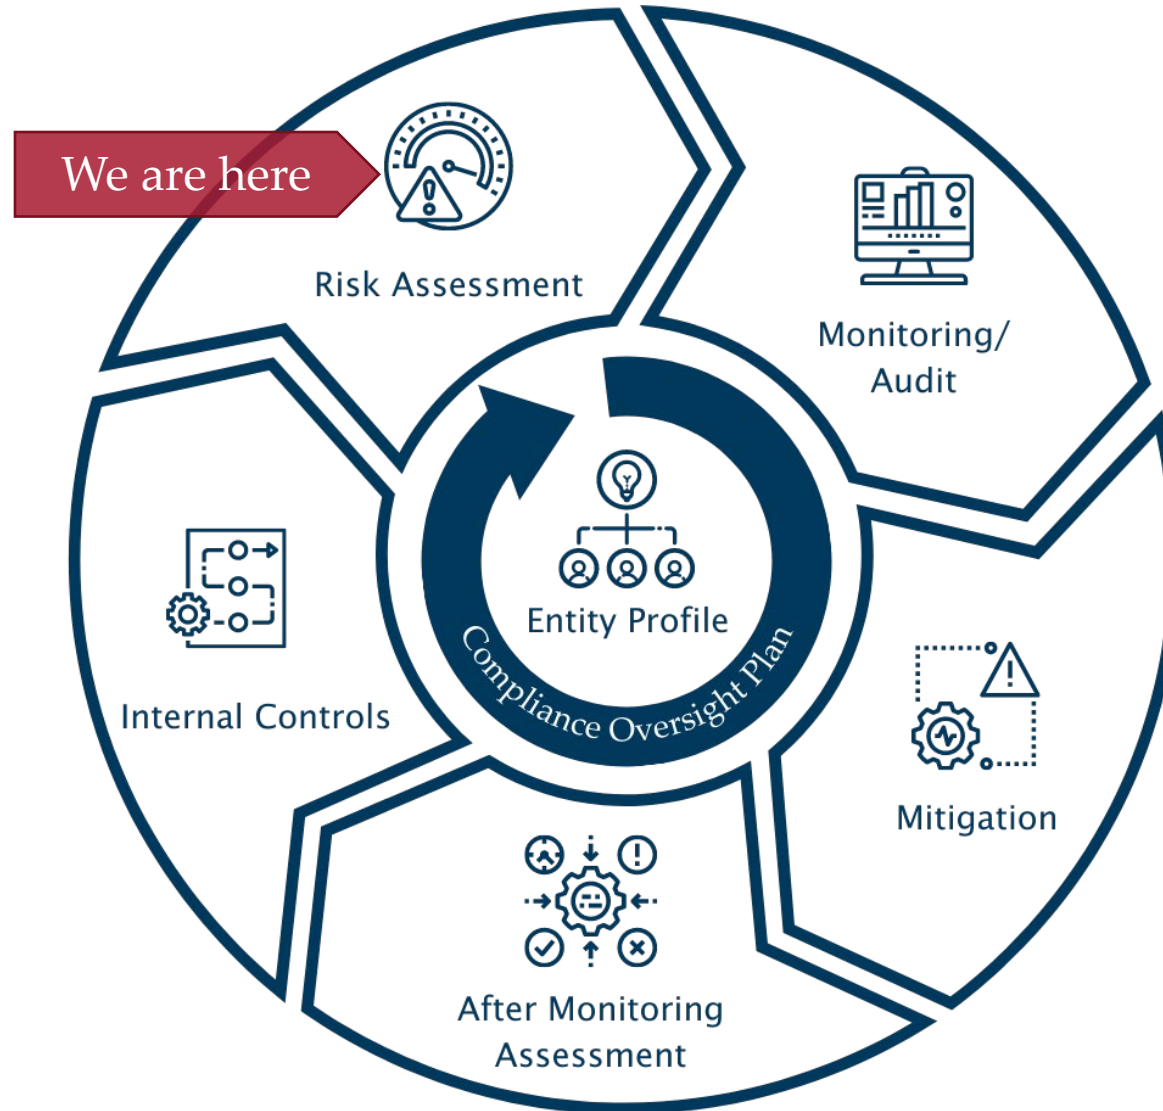 We are here
Risk Assessment
Monitoring/
Audit
Entity Profile
Compliance Oversight Plan
Internal Controls
Mitigation
After Monitoring
Assessment